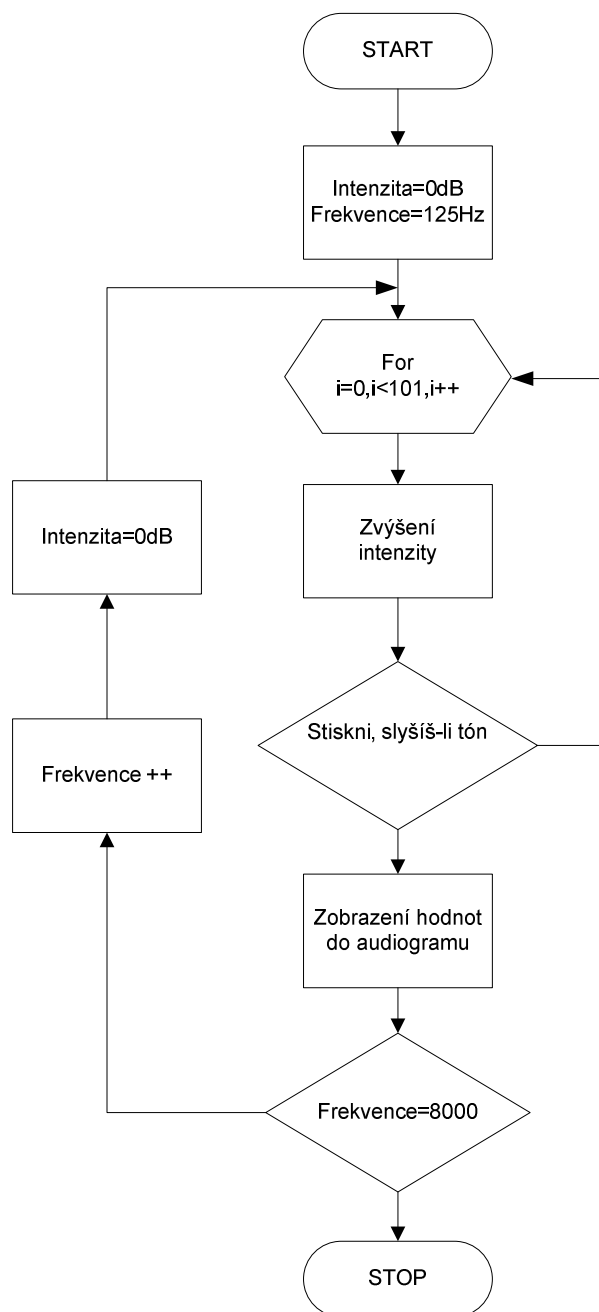 START
Intenzita=0dB
Frekvence=125Hz
For
i=0,i<101,i++
Intenzita=0dB
Zvýšení
intenzity
Stiskni, slyšíš-li tón
Frekvence ++
Zobrazení hodnot
do audiogramu
Frekvence=8000
STOP